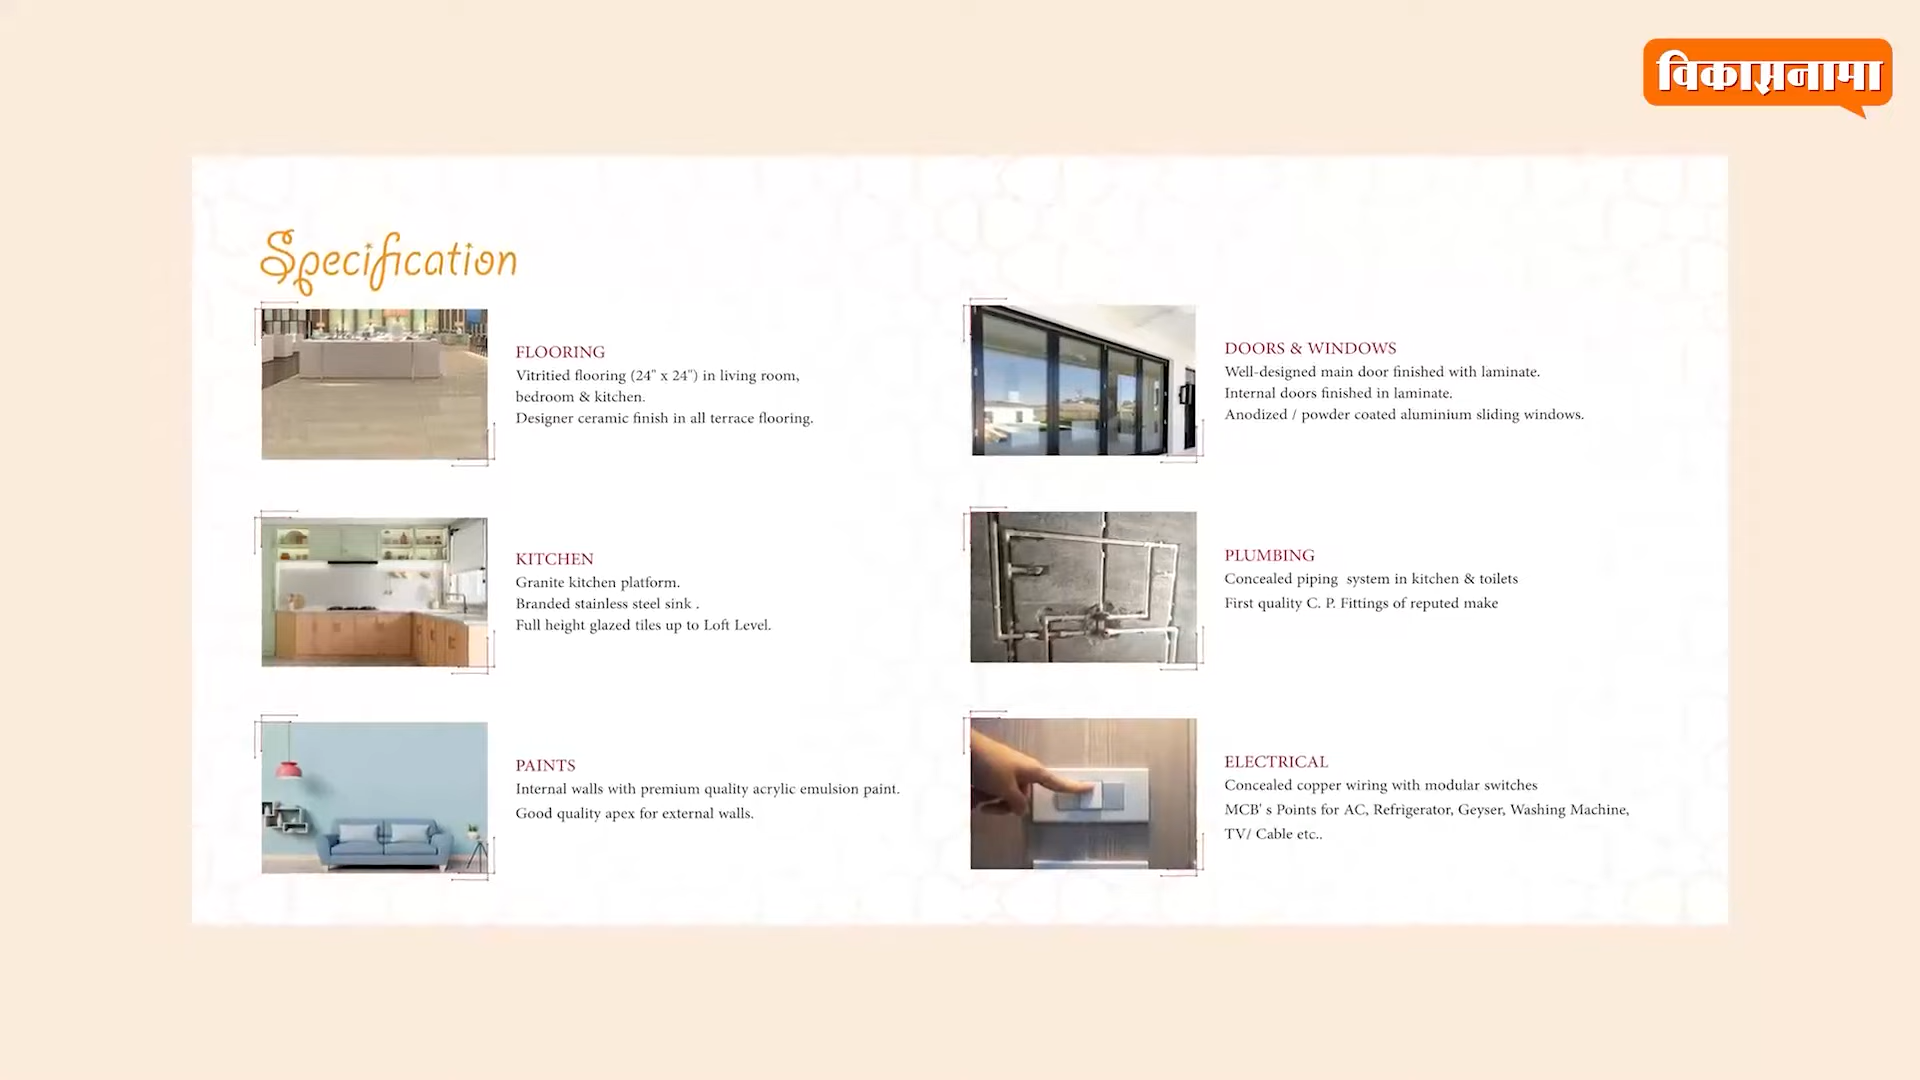 विकासनामा
Specification
FLOORING
Vitritied flooring (24" x 24") in living room,
bedroom & kitchen.
Designer ceramic finish in all terrace flooring.
KITCHEN
Granite kitchen platform.
Branded stainless steel sink .
Full height glazed tiles up to Loft Level.
PAINTS
Internal walls with premium quality acrylic emulsion paint.
Good quality apex for external walls.
DOORS & WINDOWS
Well-designed main door finished with laminate.
Internal doors finished in laminate.
Anodized / powder coated aluminium sliding windows.
PLUMBING
Concealed piping  system in kitchen & toilets
First quality C. P. Fittings of reputed make
ELECTRICAL
Concealed copper wiring with modular switches
MCB' s Points for AC, Refrigerator, Geyser, Washing Machine,
TV/ Cable etc..